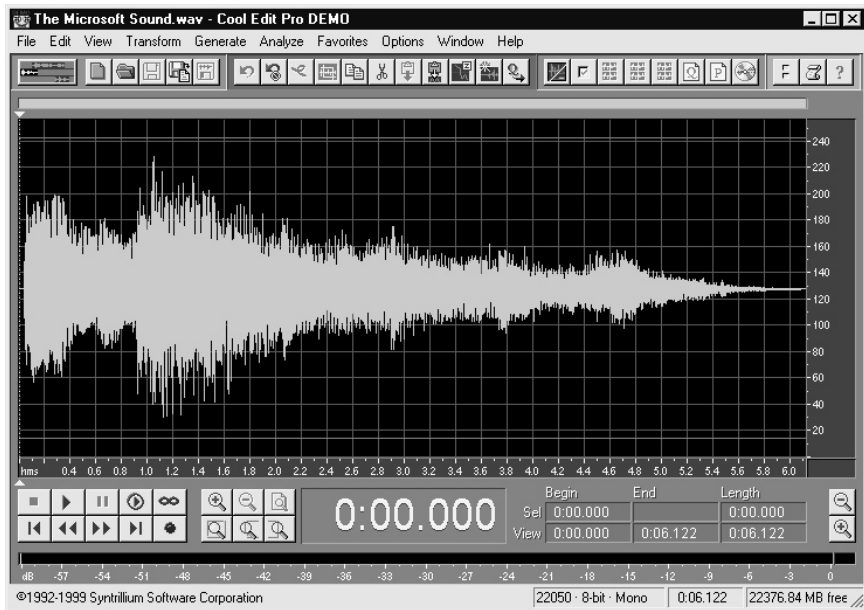 The Microsoft Sound.wav - Cool Edit Pro DEMO
File Edit View Transform Generate Analyze Favorites Options Window Help
F ?
240
220
200
180
160
140
120
100
80
60
40
20
hms 0.4 0.6 0.8 1.0 1.2 1.4 1.6 1.8 2.0 2.2 2.4 2.6 2.8 3.0 3.2 3.4 3.6 3.8 4.0 4.2 4.4 4.6 4.8 5.0 5.2 5.4 5.6 5.8 6.0
0:00.000
Begin End Length
Sel 0:00.000 0:00.000
View 0:00.000 0:06.122 0:06.122
dB -57 -54 -51 -48 -45 -42 -39 -36 -33 -30 -27 -24 -21 -18 -15 -12 -9 -6 -3 0
©1992-1999 Syntrillium Software Corporation 22050 · 8-bit · Mono 0:06.122 22376.84 MB free